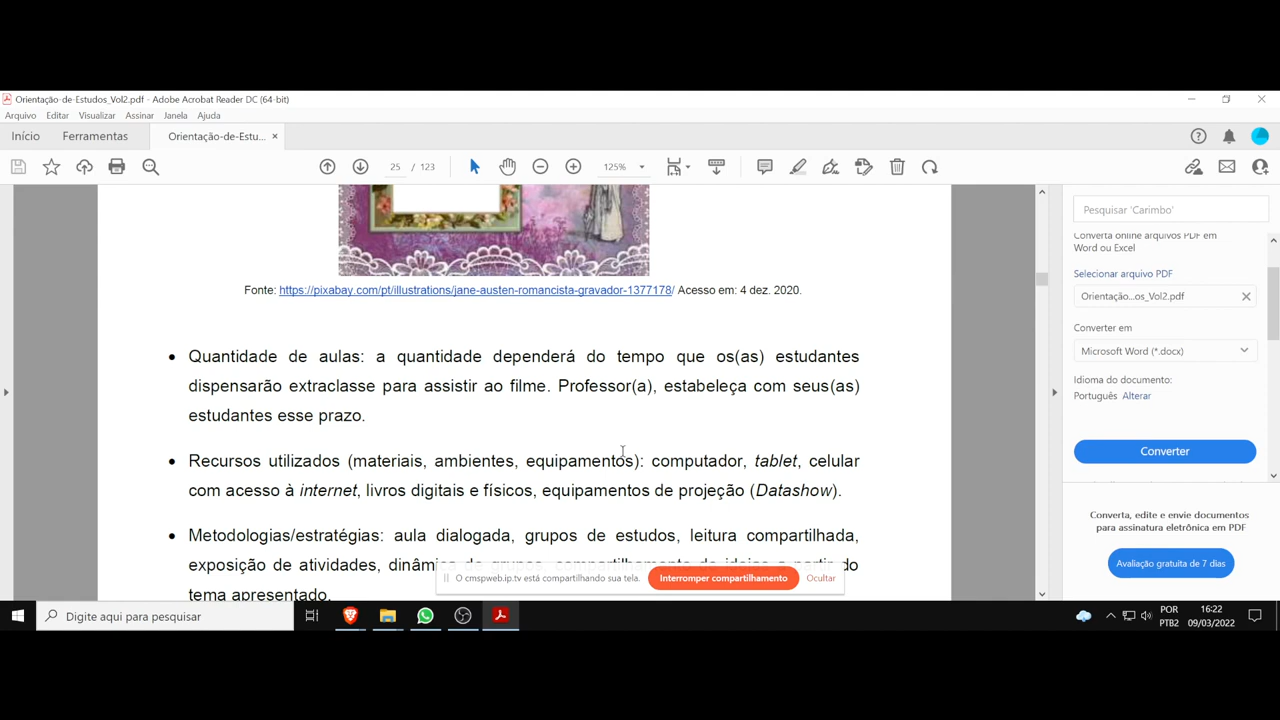 Orientação-de-Estudos_Vol2.pdf - Adobe Acrobat Reader DC (64-bit)
Arquivo Editar Visualizar Assinar Janela Ajuda
Início Ferramentas Orientação-de-Estu... ×
25 / 123 125%
Pesquisar 'Carimbo'
Converta online arquivos PDF em
Word ou Excel
Selecionar arquivo PDF
Orientação...os_Vol2.pdf
Converter em
Microsoft Word (*.docx)
Idioma do documento:
Português Alterar
Converter
Converta, edite e envie documentos
para assinatura eletrônica em PDF
Avaliação gratuita de 7 dias
Fonte: https://pixabay.com/pt/illustrations/jane-austen-romancista-gravador-1377178/ Acesso em: 4 dez. 2020.
• Quantidade de aulas: a quantidade dependerá do tempo que os(as) estudantes
dispensarão extraclasse para assistir ao filme. Professor(a), estabeleça com seus(as)
estudantes esse prazo.
• Recursos utilizados (materiais, ambientes, equipamentos): computador, tablet, celular
com acesso à internet, livros digitais e físicos, equipamentos de projeção (Datashow).
• Metodologias/estratégias: aula dialogada, grupos de estudos, leitura compartilhada,
exposição de atividades, dinâmica de grupos, compartilhamento de ideias a partir do
tema apresentado.
O cmspweb.ip.tv está compartilhando sua tela. Interromper compartilhamento Ocultar
Digite aqui para pesquisar
POR
PTB2
16:22
09/03/2022